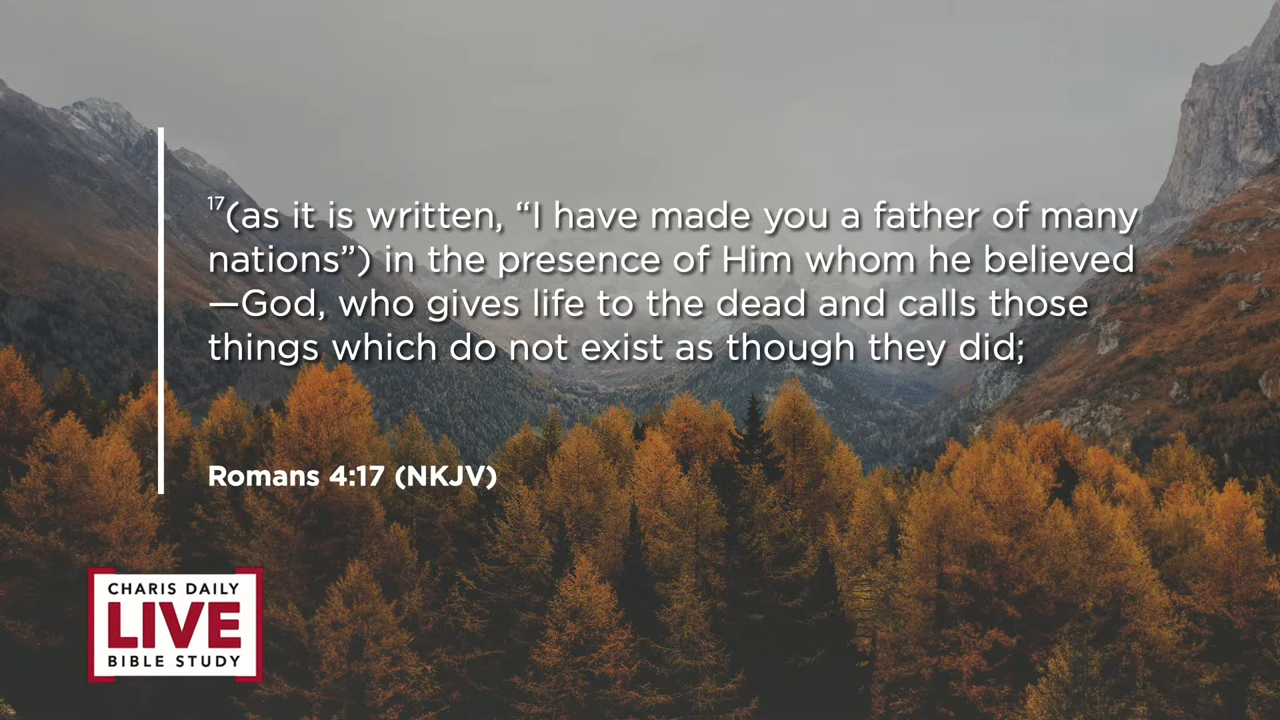 17(as it is written, “I have made you a father of many
nations”) in the presence of Him whom he believed
—God, who gives life to the dead and calls those
things which do not exist as though they did;
Romans 4:17 (NKJV)
CHARIS DAILY
LIVE
BIBLE STUDY